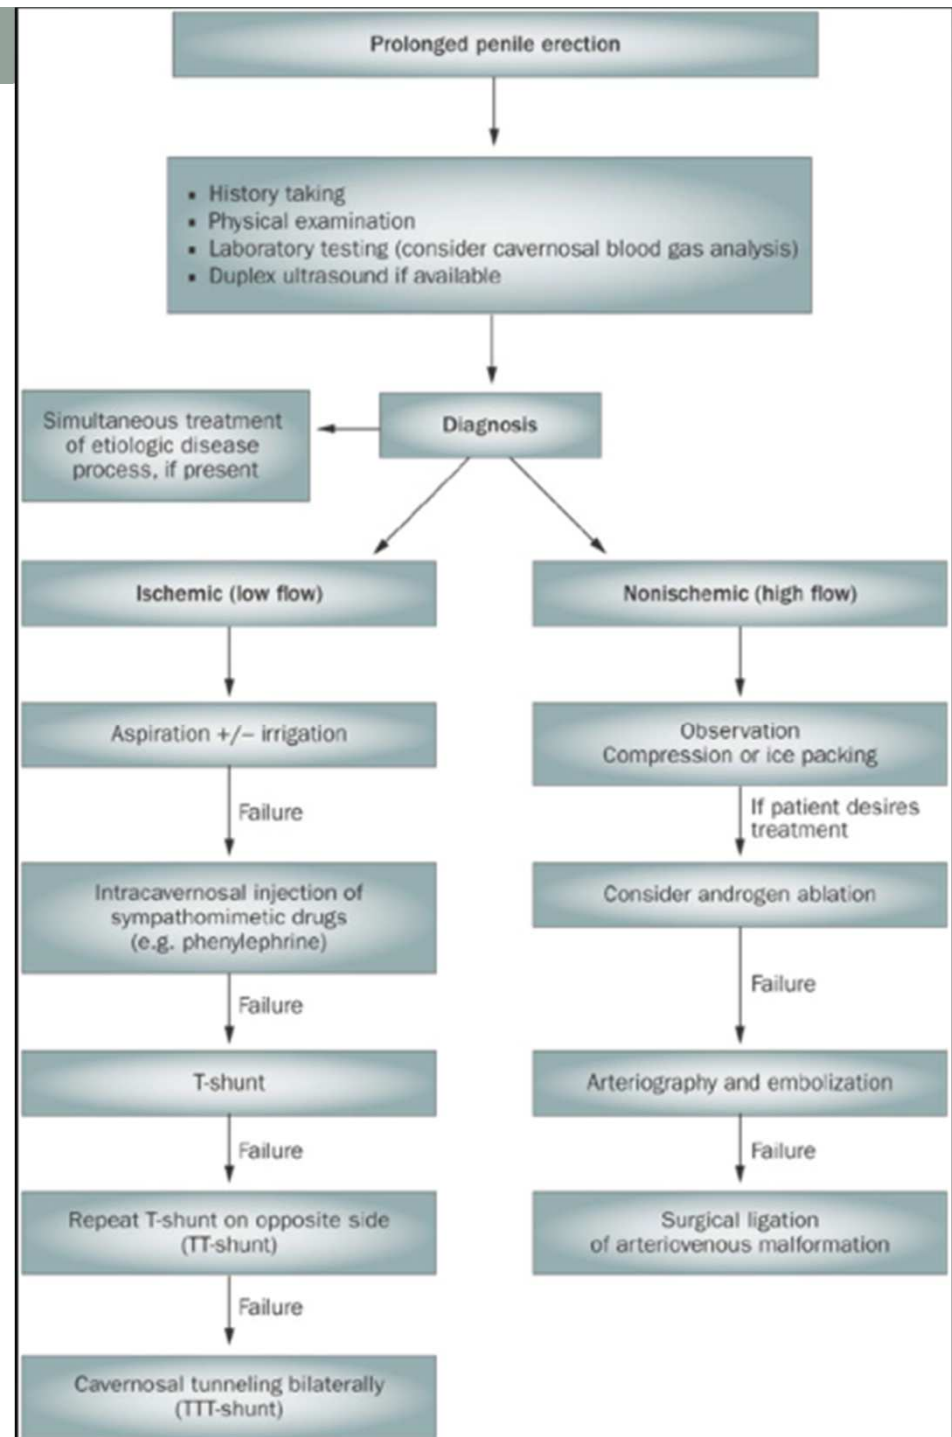 Prolonged penile erection
▪ History taking
▪ Physical examination
▪ Laboratory testing (consider cavernosal blood gas analysis)
▪ Duplex ultrasound if available
Diagnosis
Simultaneous treatment
of etiologic disease
process, if present
Ischemic (low flow)
Aspiration +/− irrigation
Failure
Intracavernosal injection of
sympathomimetic drugs
(e.g. phenylephrine)
Failure
T-shunt
Failure
Repeat T-shunt on opposite side
(TT-shunt)
Failure
Cavernosal tunneling bilaterally
(TTT-shunt)
Nonischemic (high flow)
Observation
Compression or ice packing
If patient desires
treatment
Consider androgen ablation
Failure
Arteriography and embolization
Failure
Surgical ligation
of arteriovenous malformation